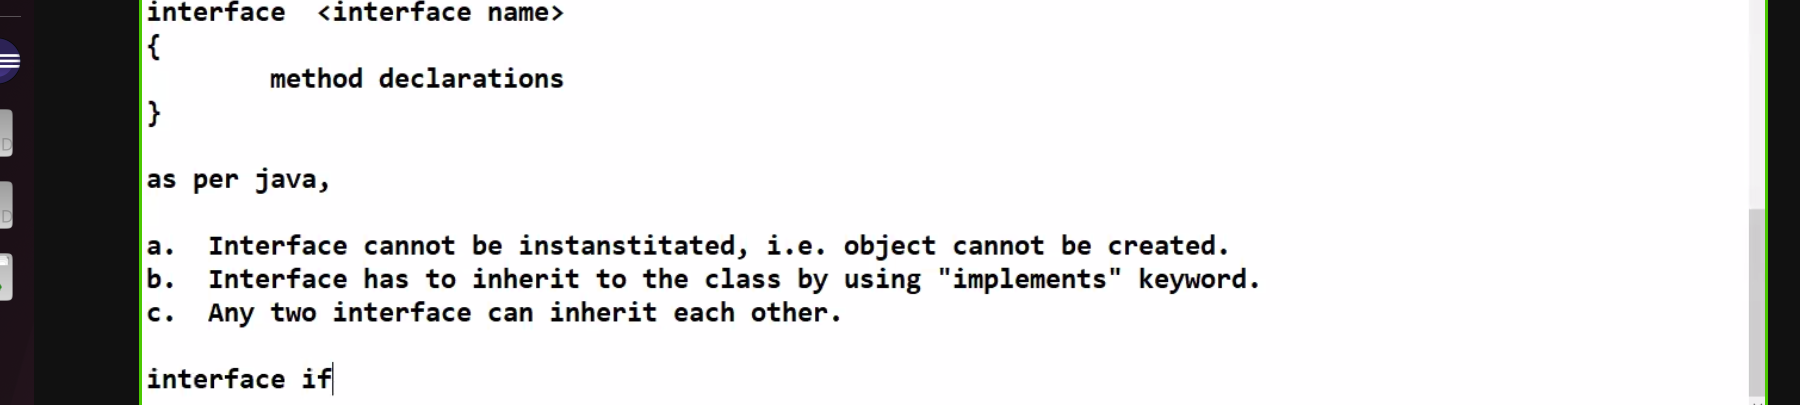 interface  <interface name>
{
        method declarations
}
as per java,
a.  Interface cannot be instanstitated, i.e. object cannot be created.
b.  Interface has to inherit to the class by using "implements" keyword.
c.  Any two interface can inherit each other.
interface if